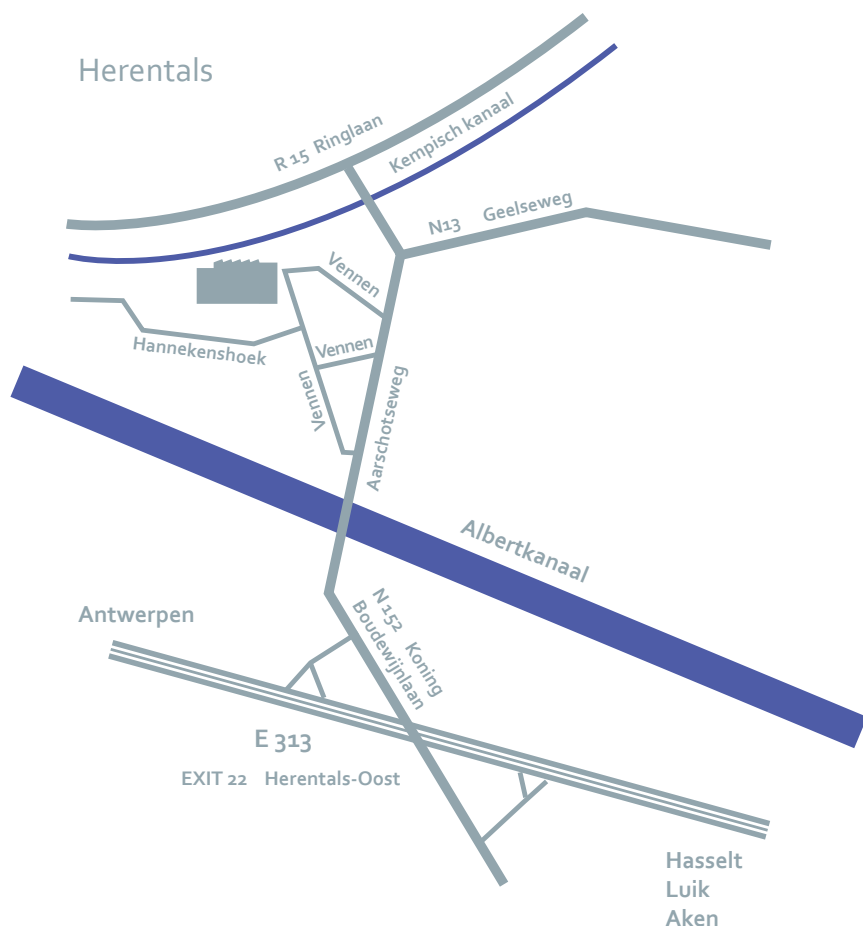 Herentals
R 15 Ringlaan
Kempisch kanaal
N13 Geelseweg
Vennen
Hannekenshoek
Vennen
Vennen
Aarschotseweg
Albertkanaal
Antwerpen
N 152 Koning
Boudewijnlaan
E 313
EXIT 22 Herentals-Oost
Hasselt
Luik
Aken